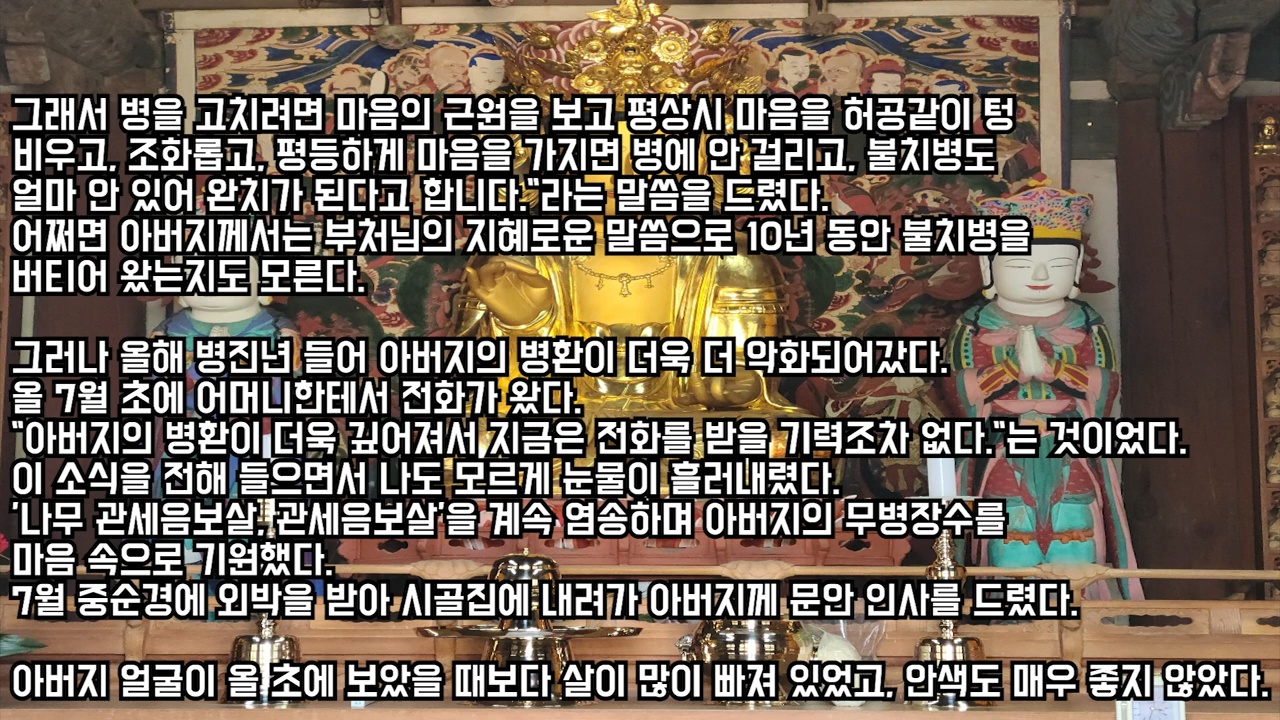 그래서 병을 고치려면 마음의 근원을 보고 평상시 마음을 허공같이 텅
비우고, 조화롭고, 평등하게 마음을 가지면 병에 안 걸리고, 불치병도
얼마 안 있어 완치가 된다고 합니다."라는 말씀을 드렸다.
어쩌면 아버지께서는 부처님의 지혜로운 말씀으로 10년 동안 불치병을
버티어 왔는지도 모른다.
그러나 올해 병진년 들어 아버지의 병환이 더욱 더 악화되어갔다.
올 7월 초에 어머니한테서 전화가 왔다.
"아버지의 병환이 더욱 깊어져서 지금은 전화를 받을 기력조차 없다."는 것이었다.
이 소식을 전해 들으면서 나도 모르게 눈물이 흘러내렸다.
'나무 관세음보살, 관세음보살'을 계속 염송하며 아버지의 무병장수를
마음 속으로 기원했다.
7월 중순경에 외박을 받아 시골집에 내려가 아버지께 문안 인사를 드렸다.
아버지 얼굴이 올 초에 보았을 때보다 살이 많이 빠져 있었고, 안색도 매우 좋지 않았다.